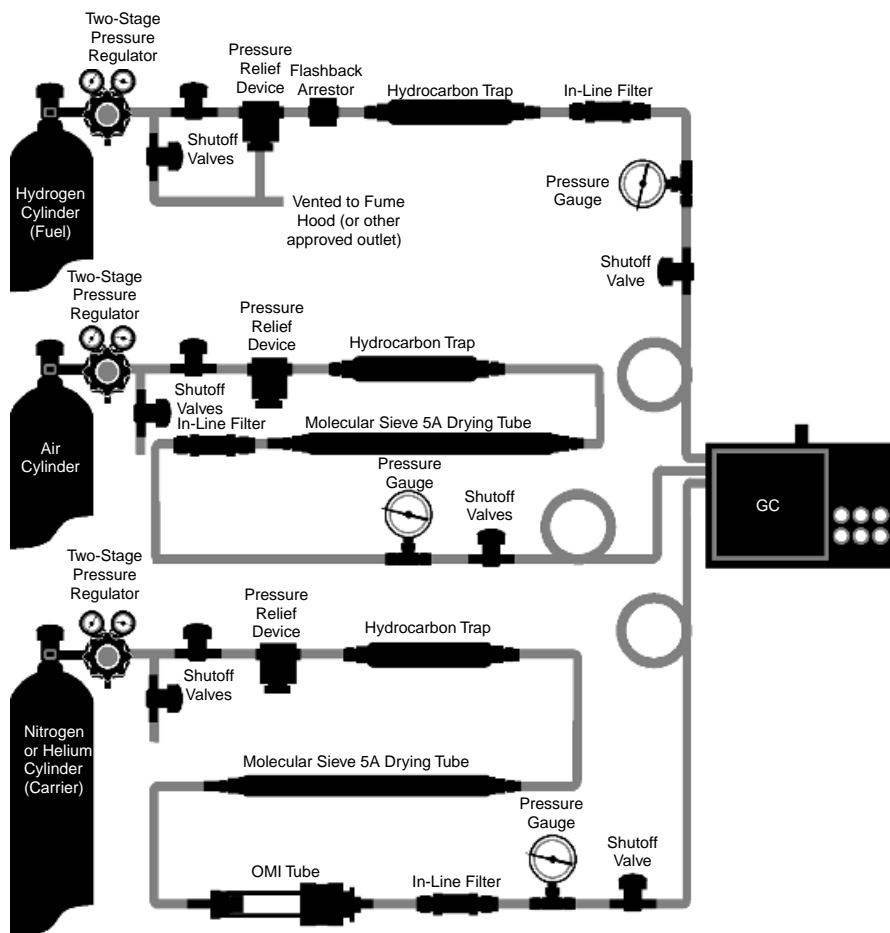 Two-Stage
Pressure
Regulator
Pressure
Relief
Device
Flashback
Arrestor
Hydrocarbon Trap
In-Line Filter
Shutoff
Valves
Hydrogen
Cylinder
(Fuel)
Vented to Fume
Hood (or other
approved outlet)
Pressure
Gauge
Shutoff
Valve
Two-Stage
Pressure
Regulator
Pressure
Relief
Device
Hydrocarbon Trap
Shutoff
Valves
In-Line Filter
Molecular Sieve 5A Drying Tube
Air
Cylinder
Pressure
Gauge
Shutoff
Valves
GC
Two-Stage
Pressure
Regulator
Pressure
Relief
Device
Hydrocarbon Trap
Shutoff
Valves
Nitrogen
or Helium
Cylinder
(Carrier)
Molecular Sieve 5A Drying Tube
Pressure
Gauge
Shutoff
Valve
OMI Tube
In-Line Filter